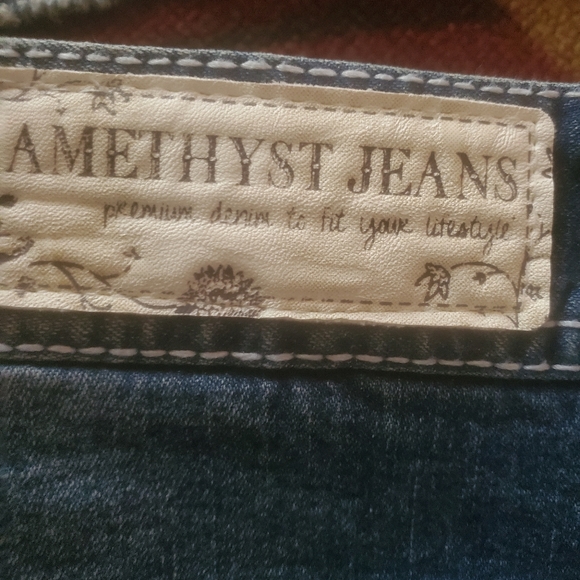 AMETHYST JEANS
premium denim to fit your lifestyle